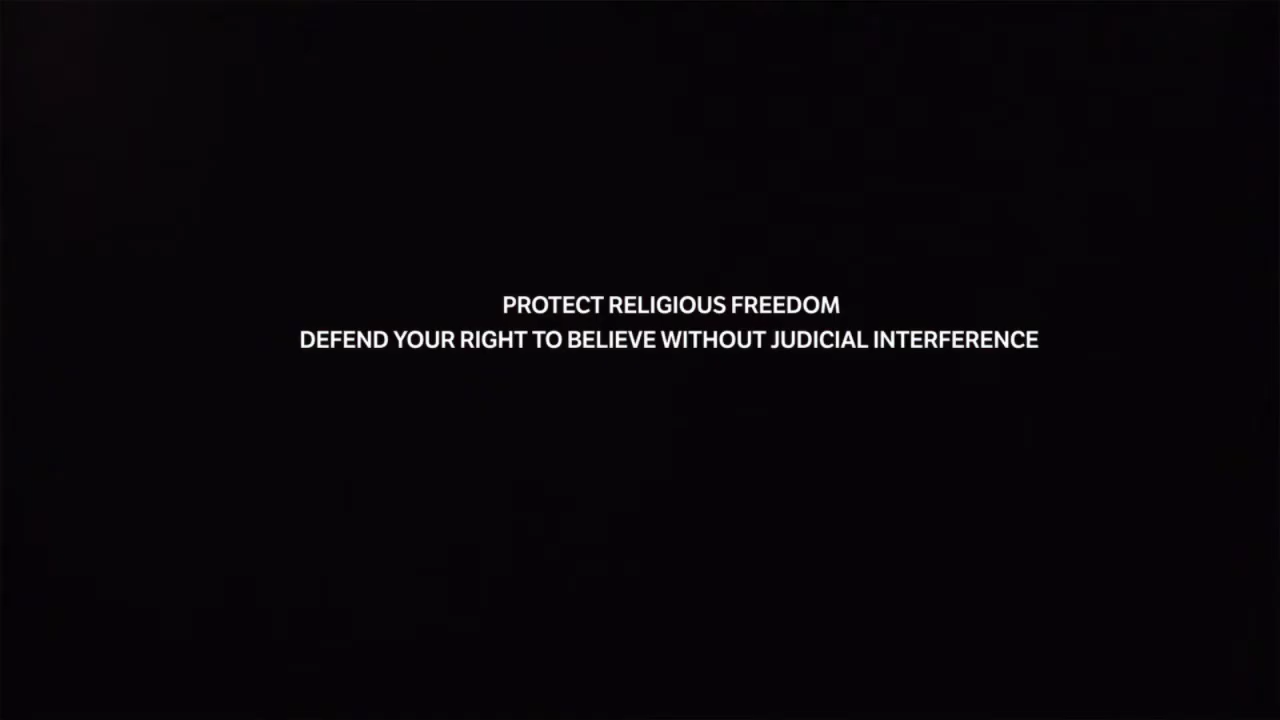 PROTECT RELIGIOUS FREEDOM
DEFEND YOUR RIGHT TO BELIEVE WITHOUT JUDICIAL INTERFERENCE